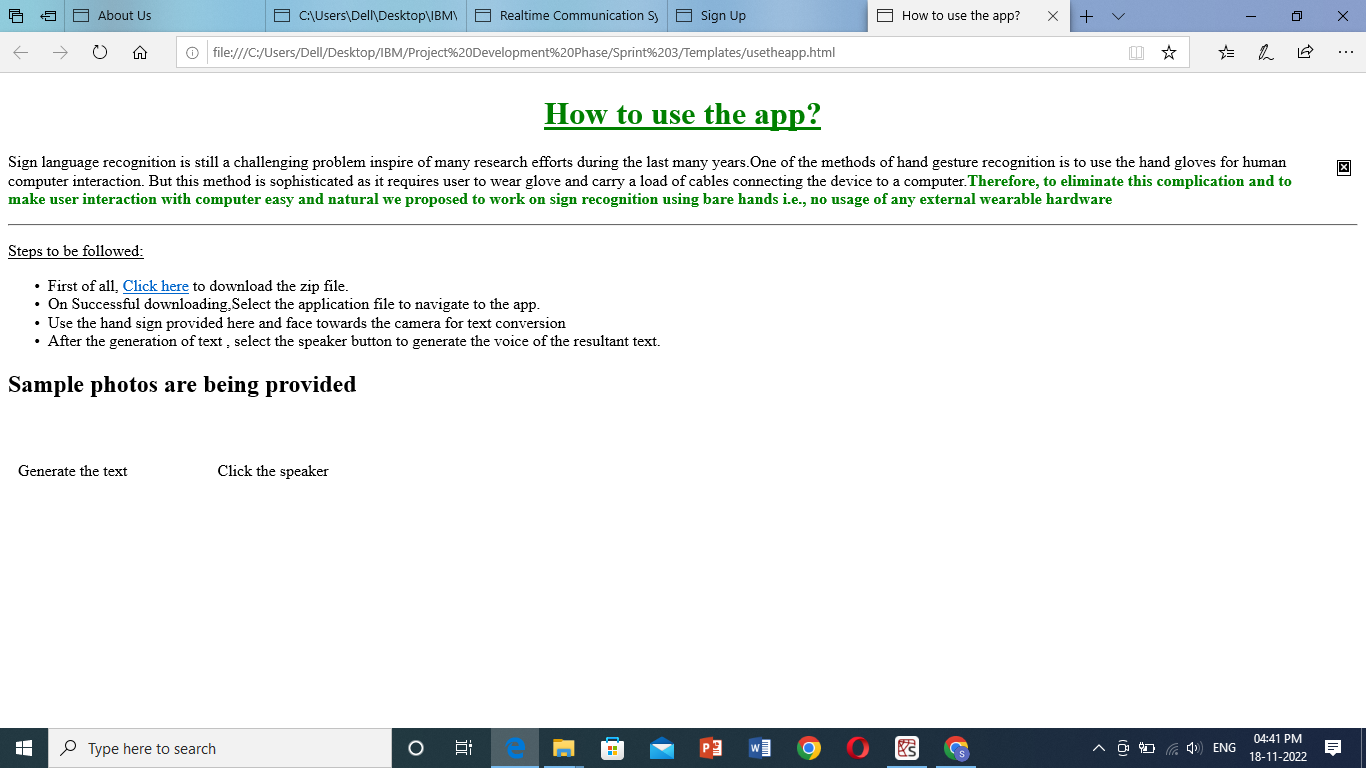 About Us
C:\Users\Dell\Desktop\IBM\
Realtime Communication Sy
Sign Up
How to use the app?
file:///C:/Users/Dell/Desktop/IBM/Project%20Development%20Phase/Sprint%203/Templates/usetheapp.html
How to use the app?
Sign language recognition is still a challenging problem inspire of many research efforts during the last many years.One of the methods of hand gesture recognition is to use the hand gloves for human
computer interaction. But this method is sophisticated as it requires user to wear glove and carry a load of cables connecting the device to a computer.Therefore, to eliminate this complication and to
make user interaction with computer easy and natural we proposed to work on sign recognition using bare hands i.e., no usage of any external wearable hardware
Steps to be followed:
• First of all, Click here to download the zip file.
• On Successful downloading,Select the application file to navigate to the app.
• Use the hand sign provided here and face towards the camera for text conversion
• After the generation of text , select the speaker button to generate the voice of the resultant text.
Sample photos are being provided
Generate the text
Click the speaker
Type here to search
ENG
04:41 PM
18-11-2022